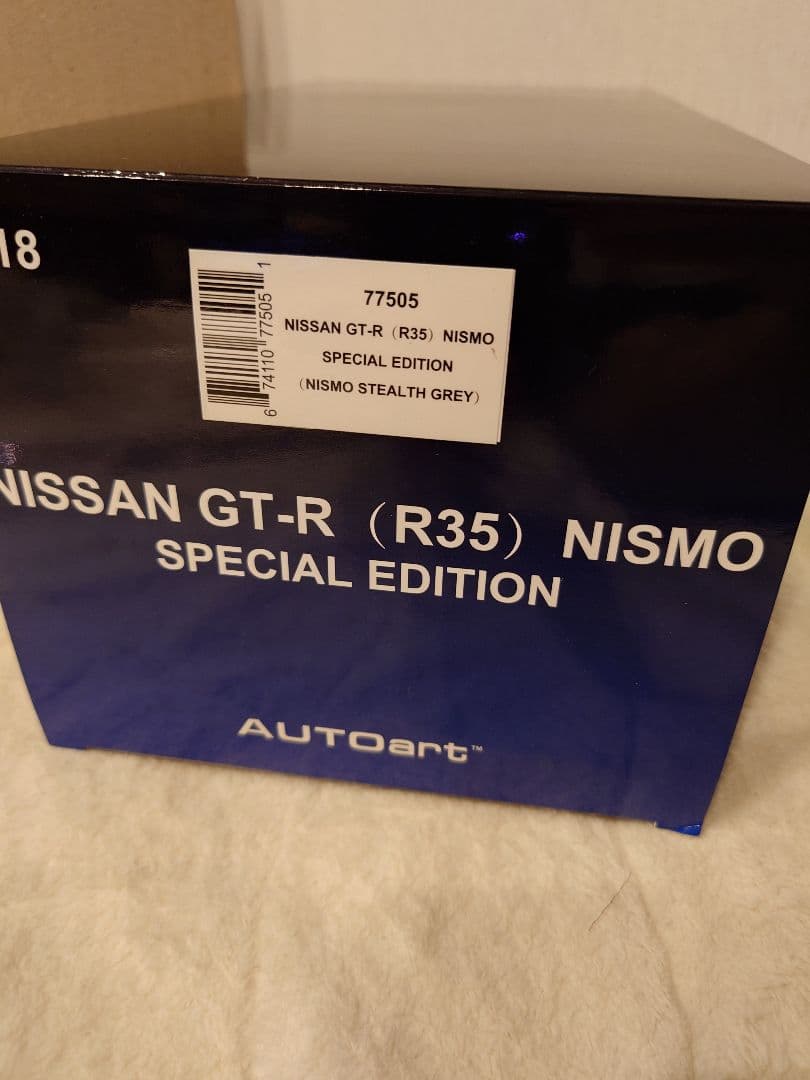 18
77505
NISSAN GT-R（R35）NISMO
SPECIAL EDITION
（NISMO STEALTH GREY）
6 74110 77505 1
NISSAN GT-R（R35）NISMO
SPECIAL EDITION
AUTOart™